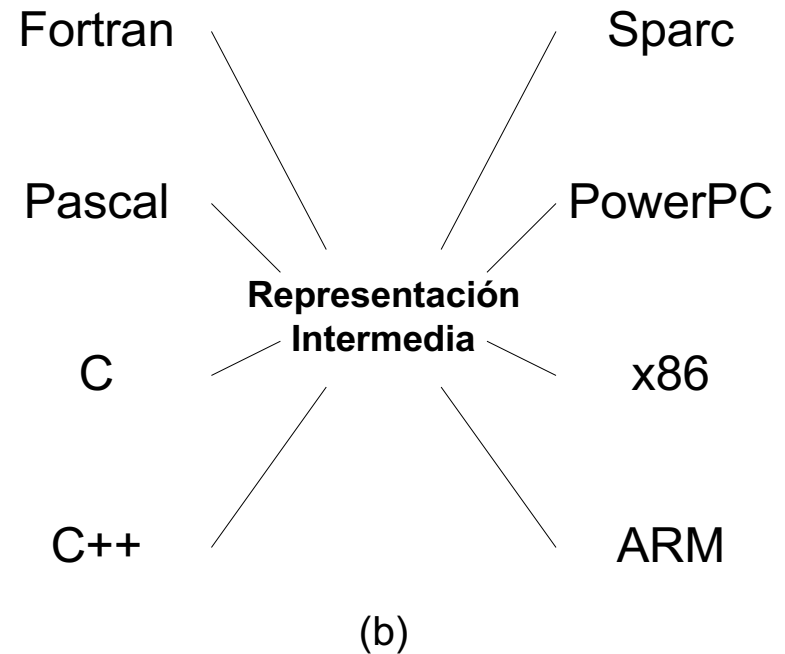 Fortran
Sparc
Pascal
PowerPC
Representación
Intermedia
C
x86
C++
ARM
(b)